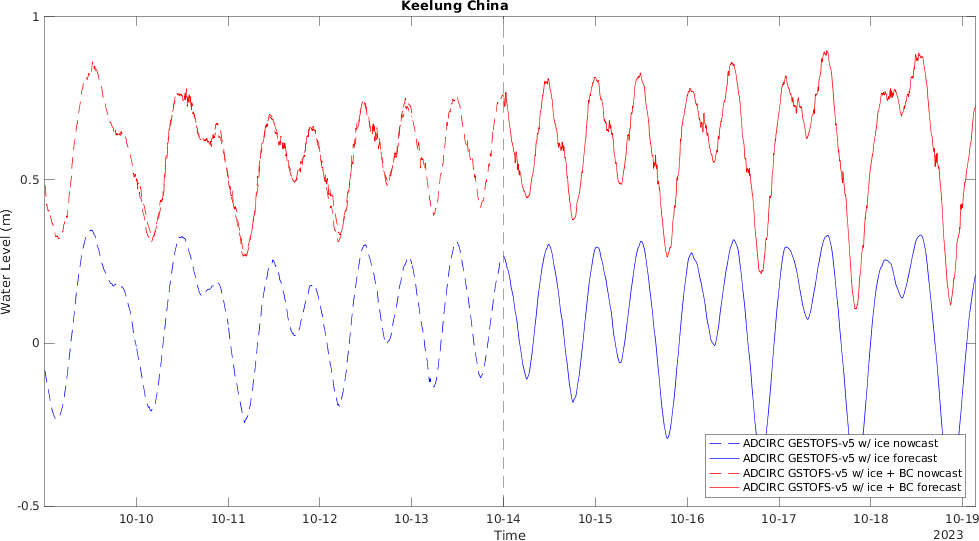 Keelung China
1
0.5
0
-0.5
Water Level (m)
ADCIRC GESTOFS-v5 w/ ice nowcast
ADCIRC GESTOFS-v5 w/ ice forecast
ADCIRC GSTOFS-v5 w/ ice + BC nowcast
ADCIRC GSTOFS-v5 w/ ice + BC forecast
10-10 10-11 10-12 10-13 10-14 10-15 10-16 10-17 10-18 10-19
Time
2023